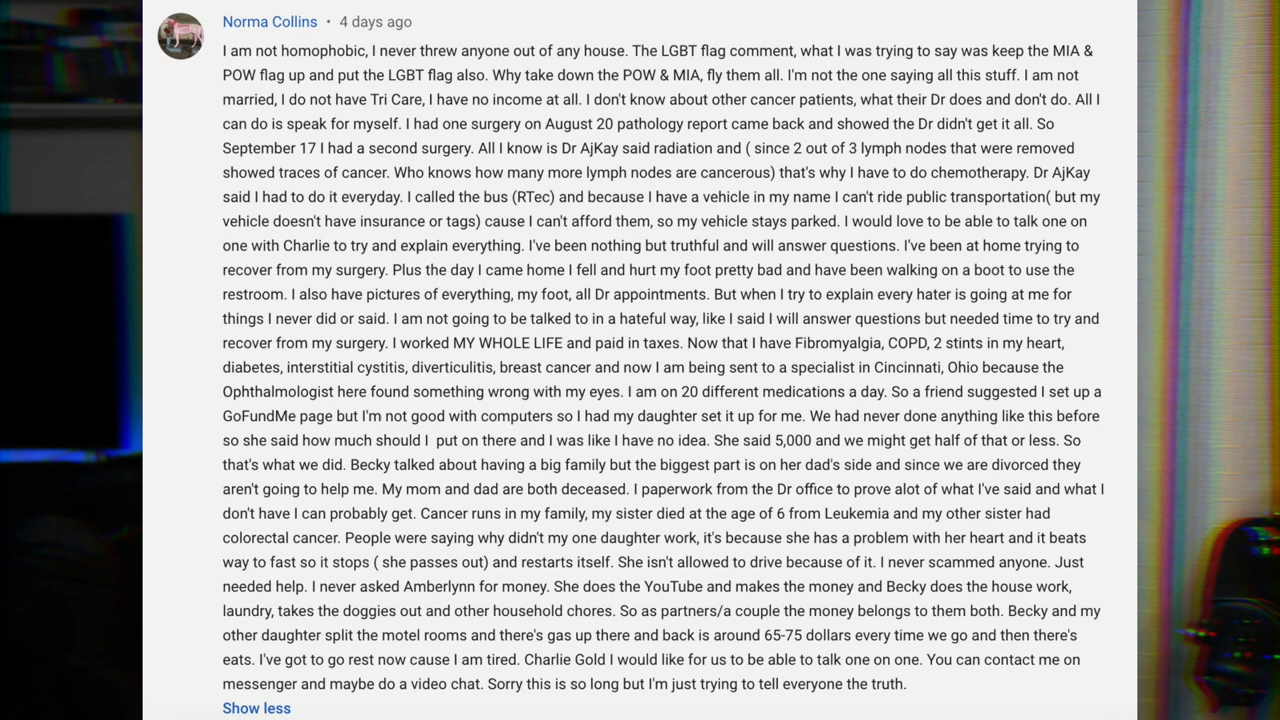 Norma Collins • 4 days ago
I am not homophobic, I never threw anyone out of any house. The LGBT flag comment, what I was trying to say was keep the MIA &
POW flag up and put the LGBT flag also. Why take down the POW & MIA, fly them all. I'm not the one saying all this stuff. I am not
married, I do not have Tri Care, I have no income at all. I don't know about other cancer patients, what their Dr does and don't do. All I
can do is speak for myself. I had one surgery on August 20 pathology report came back and showed the Dr didn't get it all. So
September 17 I had a second surgery. All I know is Dr AjKay said radiation and ( since 2 out of 3 lymph nodes that were removed
showed traces of cancer. Who knows how many more lymph nodes are cancerous) that's why I have to do chemotherapy. Dr AjKay
said I had to do it everyday. I called the bus (RTec) and because I have a vehicle in my name I can't ride public transportation( but my
vehicle doesn't have insurance or tags) cause I can't afford them, so my vehicle stays parked. I would love to be able to talk one on
one with Charlie to try and explain everything. I've been nothing but truthful and will answer questions. I've been at home trying to
recover from my surgery. Plus the day I came home I fell and hurt my foot pretty bad and have been walking on a boot to use the
restroom. I also have pictures of everything, my foot, all Dr appointments. But when I try to explain every hater is going at me for
things I never did or said. I am not going to be talked to in a hateful way, like I said I will answer questions but needed time to try and
recover from my surgery. I worked MY WHOLE LIFE and paid in taxes. Now that I have Fibromyalgia, COPD, 2 stints in my heart,
diabetes, interstitial cystitis, diverticulitis, breast cancer and now I am being sent to a specialist in Cincinnati, Ohio because the
Ophthalmologist here found something wrong with my eyes. I am on 20 different medications a day. So a friend suggested I set up a
GoFundMe page but I'm not good with computers so I had my daughter set it up for me. We had never done anything like this before
so she said how much should I  put on there and I was like I have no idea. She said 5,000 and we might get half of that or less. So
that's what we did. Becky talked about having a big family but the biggest part is on her dad's side and since we are divorced they
aren't going to help me. My mom and dad are both deceased. I paperwork from the Dr office to prove alot of what I've said and what I
don't have I can probably get. Cancer runs in my family, my sister died at the age of 6 from Leukemia and my other sister had
colorectal cancer. People were saying why didn't my one daughter work, it's because she has a problem with her heart and it beats
way to fast so it stops ( she passes out) and restarts itself. She isn't allowed to drive because of it. I never scammed anyone. Just
needed help. I never asked Amberlynn for money. She does the YouTube and makes the money and Becky does the house work,
laundry, takes the doggies out and other household chores. So as partners/a couple the money belongs to them both. Becky and my
other daughter split the motel rooms and there's gas up there and back is around 65-75 dollars every time we go and then there's
eats. I've got to go rest now cause I am tired. Charlie Gold I would like for us to be able to talk one on one. You can contact me on
messenger and maybe do a video chat. Sorry this is so long but I'm just trying to tell everyone the truth.
Show less